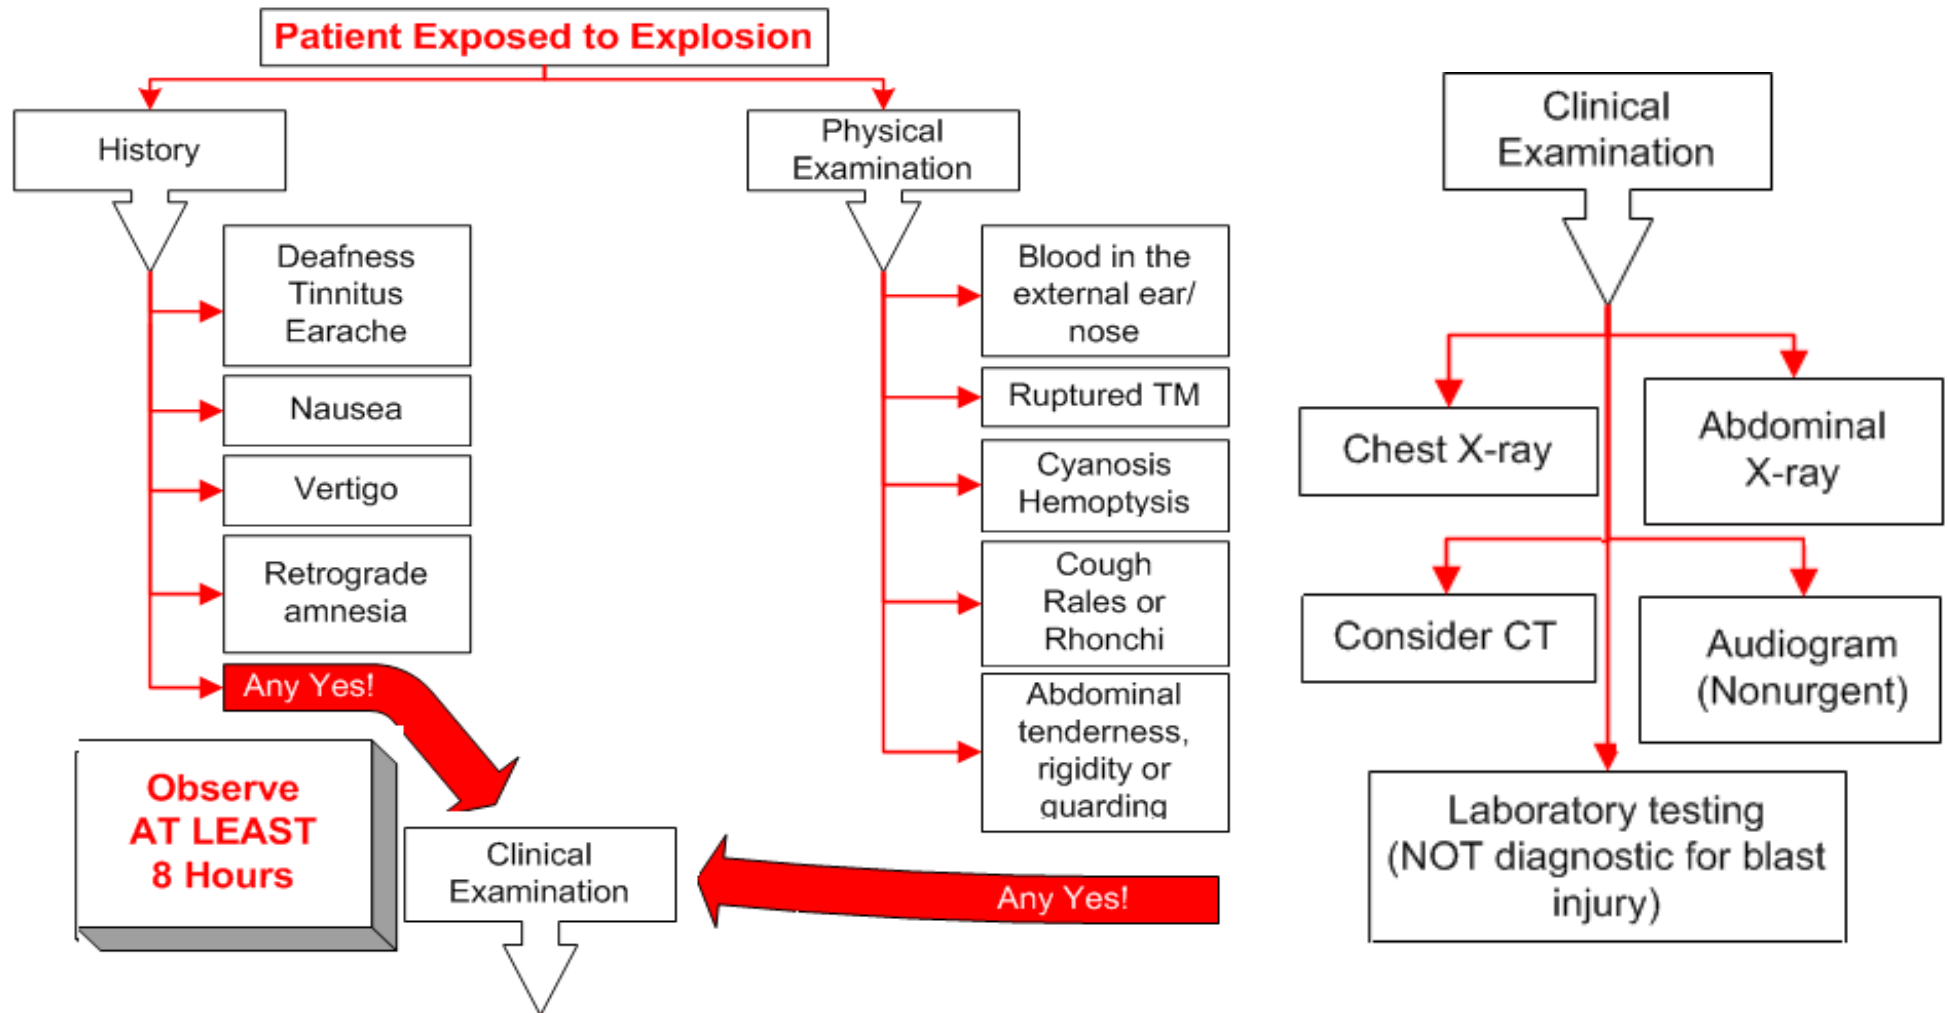 Patient Exposed to Explosion
History
Deafness
Tinnitus
Earache
Nausea
Vertigo
Retrograde
amnesia
Any Yes!
Observe
AT LEAST
8 Hours
Physical
Examination
Blood in the
external ear/
nose
Ruptured TM
Cyanosis
Hemoptysis
Cough
Rales or
Rhonchi
Abdominal
tenderness,
rigidity or
guarding
Any Yes!
Clinical
Examination
Clinical
Examination
Chest X-ray
Abdominal
X-ray
Consider CT
Audiogram
(Nonurgent)
Laboratory testing
(NOT diagnostic for blast
injury)